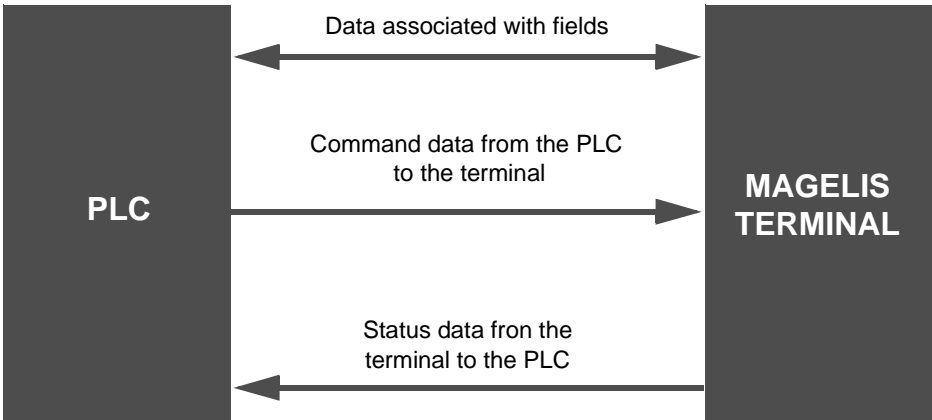 Data associated with fields
Command data from the PLC
to the terminal
PLC
MAGELIS
TERMINAL
Status data fron the
terminal to the PLC